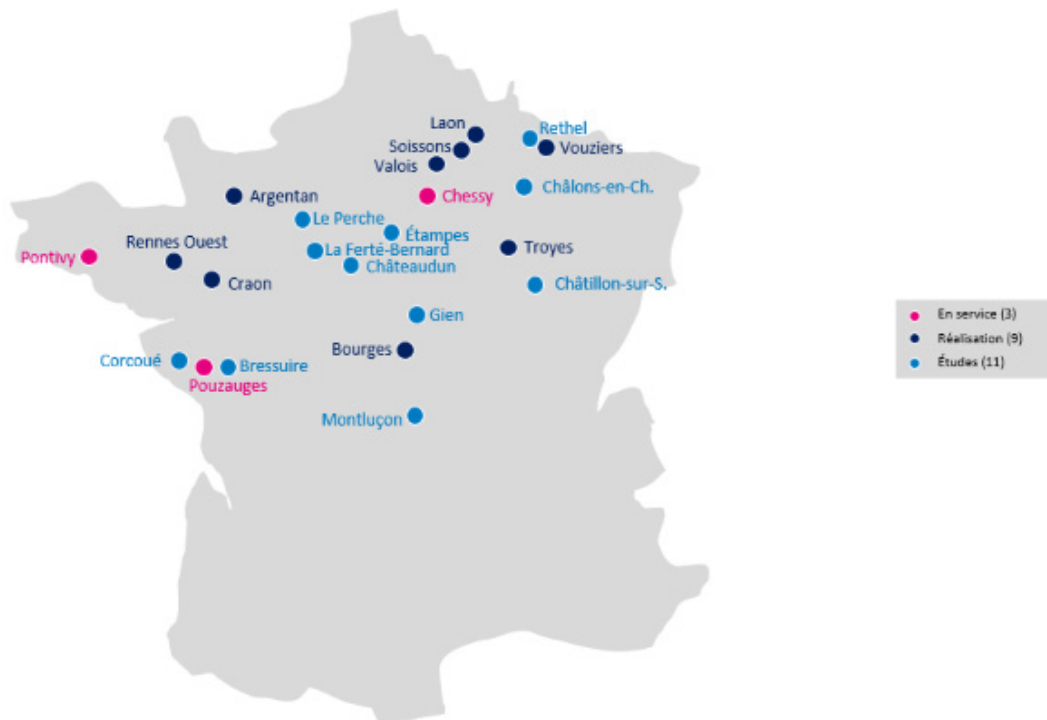 Laon
Rethel
Soissons
Vouziers
Valois
Châlons-en-Ch.
Argentan
Chessy
Le Perche
Étampes
Rennes Ouest
La Ferté-Bernard
Troyes
Pontivy
Châteaudun
Craon
Châtillon-sur-S.
Gien
En service (3)
Réalisation (9)
Bourges
Corcoué
Études (11)
Bressuire
Pouzauges
Montluçon